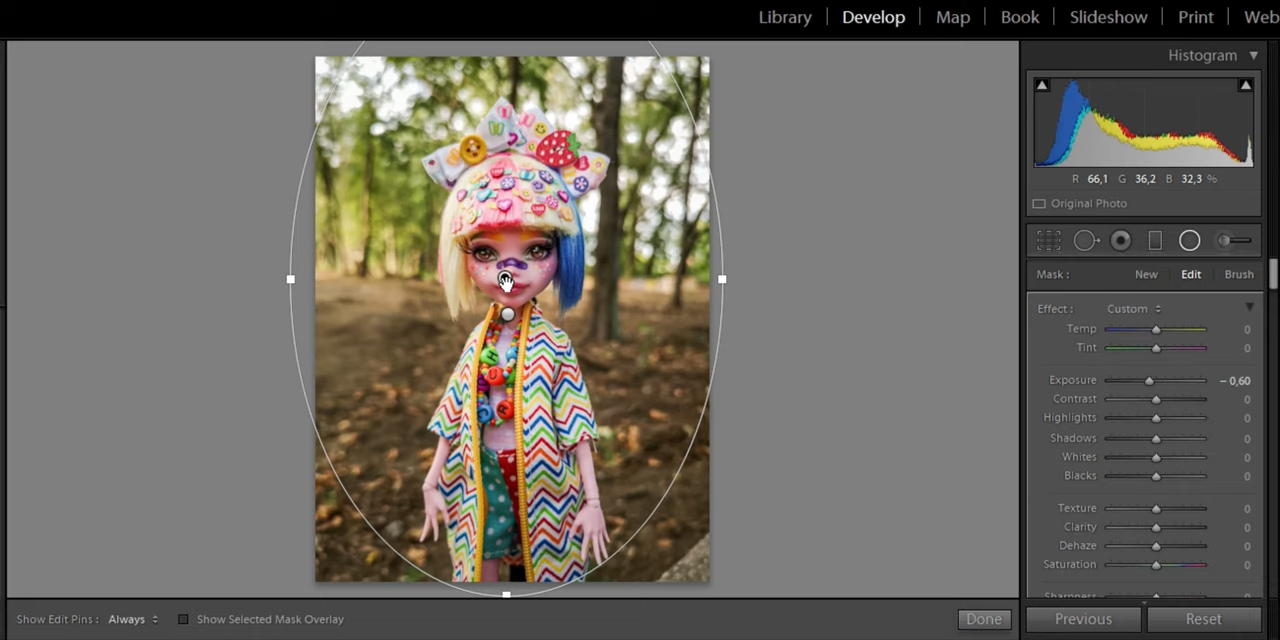 Library | Develop | Map | Book | Slideshow | Print | Web
Histogram
R 66,1 G 36,2 B 32,3 %
Original Photo
Mask : New Edit Brush
Effect : Custom
Temp 0
Tint 0
Exposure – 0,60
Contrast 0
Highlights 0
Shadows 0
Whites 0
Blacks 0
Texture 0
Clarity 0
Dehaze 0
Saturation 0
Sharpness 0
Show Edit Pins : Always Show Selected Mask Overlay Done Previous Reset